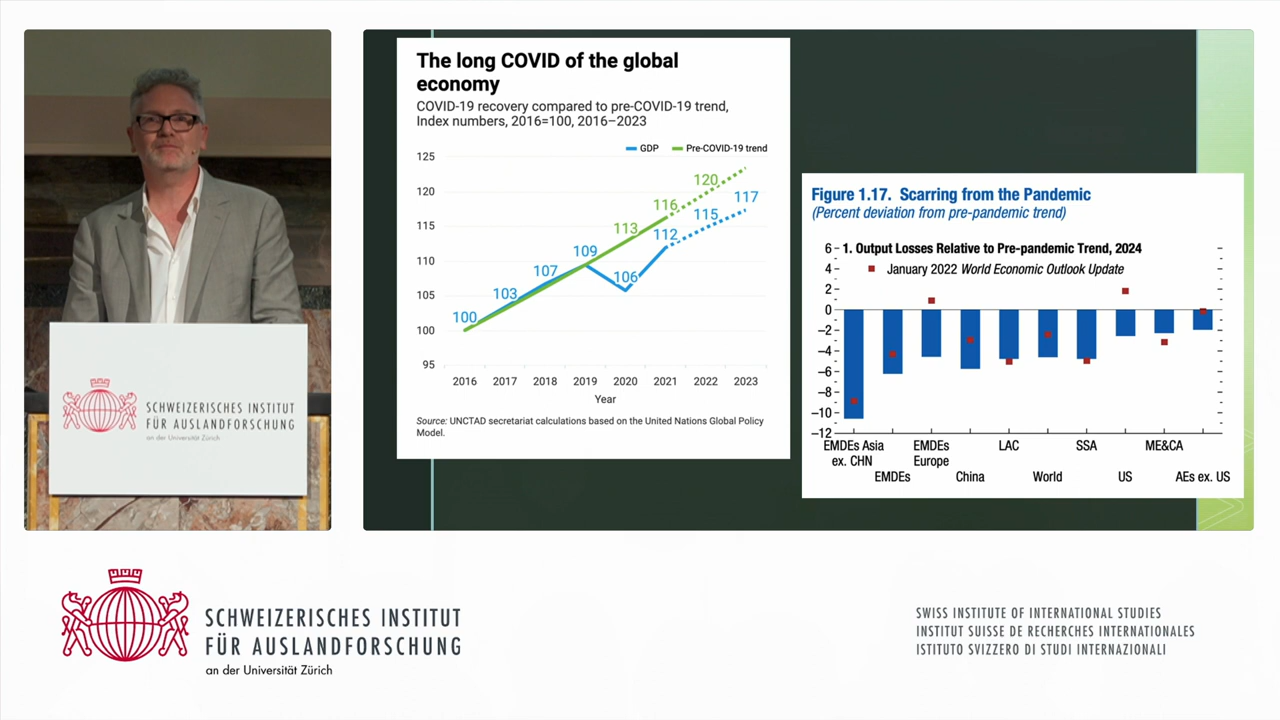 The long COVID of the global
economy
COVID-19 recovery compared to pre-COVID-19 trend,
Index numbers, 2016=100, 2016–2023
GDP
Pre-COVID-19 trend
125
120
115
110
105
100
95
100
103
107
109
106
112
115
117
113
116
120
2016 2017 2018 2019 2020 2021 2022 2023
Year
Source: UNCTAD secretariat calculations based on the United Nations Global Policy
Model.
Figure 1.17. Scarring from the Pandemic
(Percent deviation from pre-pandemic trend)
1. Output Losses Relative to Pre-pandemic Trend, 2024
January 2022 World Economic Outlook Update
6
4
2
0
–2
–4
–6
–8
–10
–12
EMDEs Asia
ex. CHN
EMDEs
EMDEs
Europe
China
LAC
World
SSA
US
ME&CA
AEs ex. US
SCHWEIZERISCHES INSTITUT
FÜR AUSLANDFORSCHUNG
an der Universität Zürich
SCHWEIZERISCHES INSTITUT
FÜR AUSLANDFORSCHUNG
an der Universität Zürich
SWISS INSTITUTE OF INTERNATIONAL STUDIES
INSTITUT SUISSE DE RECHERCHES INTERNATIONALES
ISTITUTO SVIZZERO DI STUDI INTERNAZIONALI